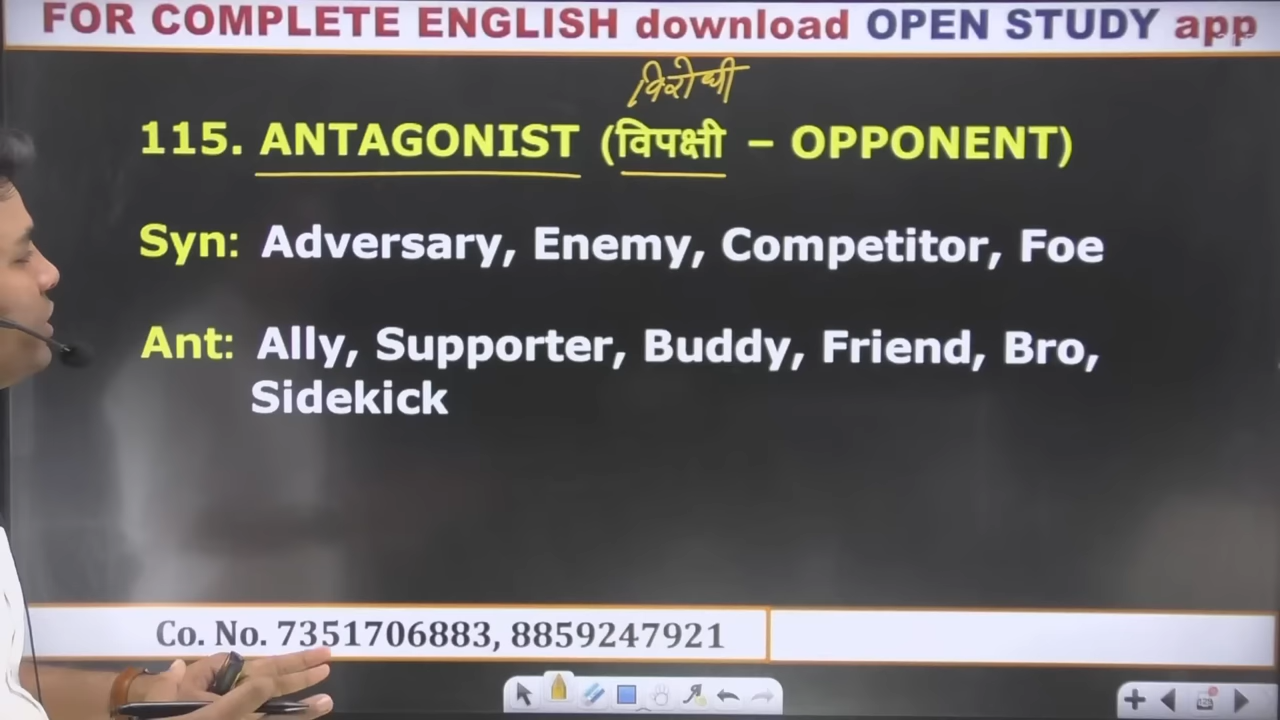 FOR COMPLETE ENGLISH download OPEN STUDY app
विरोधी
115. ANTAGONIST (विपक्षी – OPPONENT)
Syn: Adversary, Enemy, Competitor, Foe
Ant: Ally, Supporter, Buddy, Friend, Bro,
Sidekick
Co. No. 7351706883, 8859247921